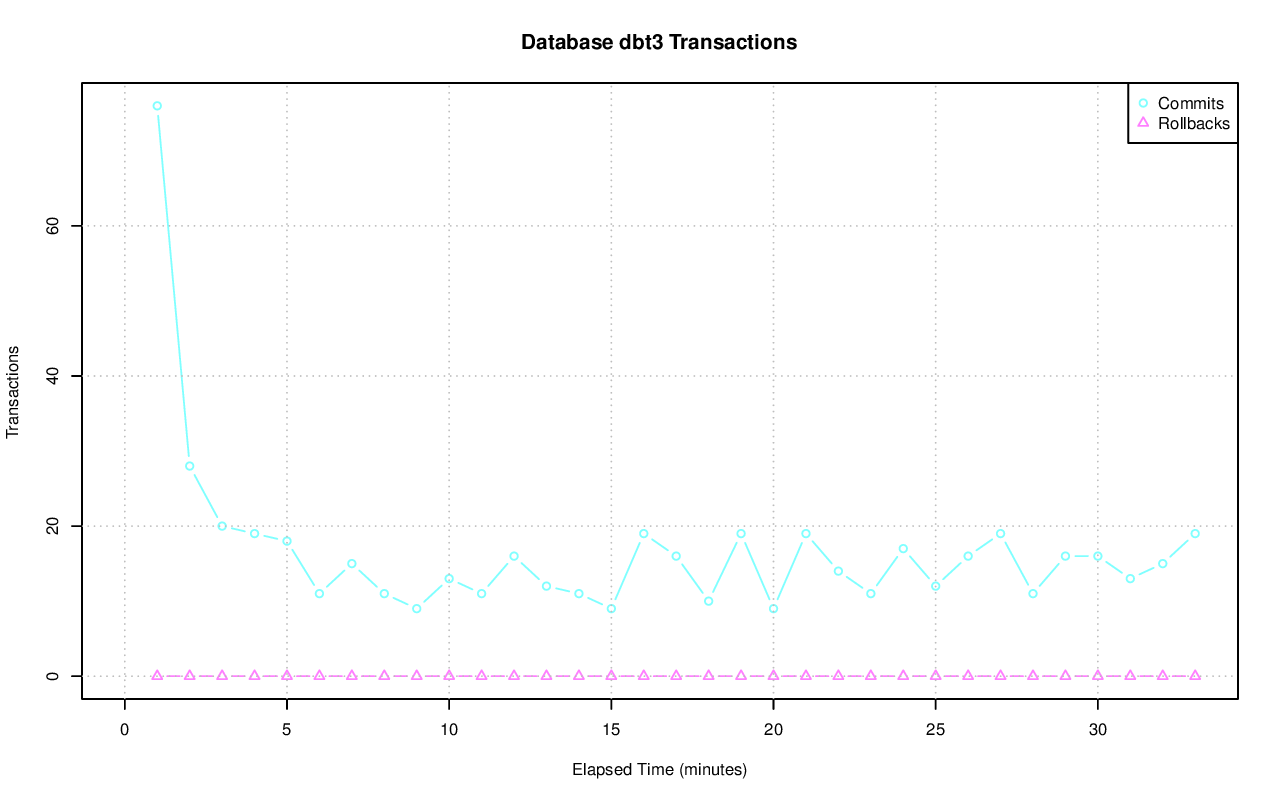 Database dbt3 Transactions
Commits
Rollbacks
Transactions
60
40
20
0
0 5 10 15 20 25 30
Elapsed Time (minutes)